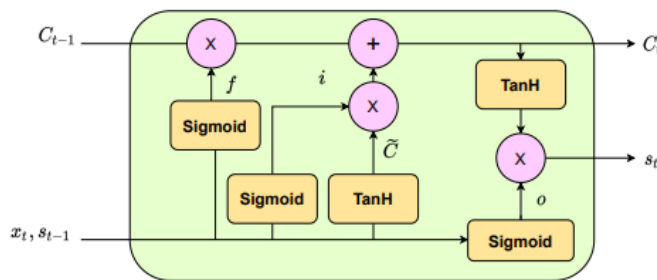 C_{t-1} X + C
f i TanH
Sigmoid X
C̃ X s_t
Sigmoid TanH o
x_t, s_{t-1} Sigmoid